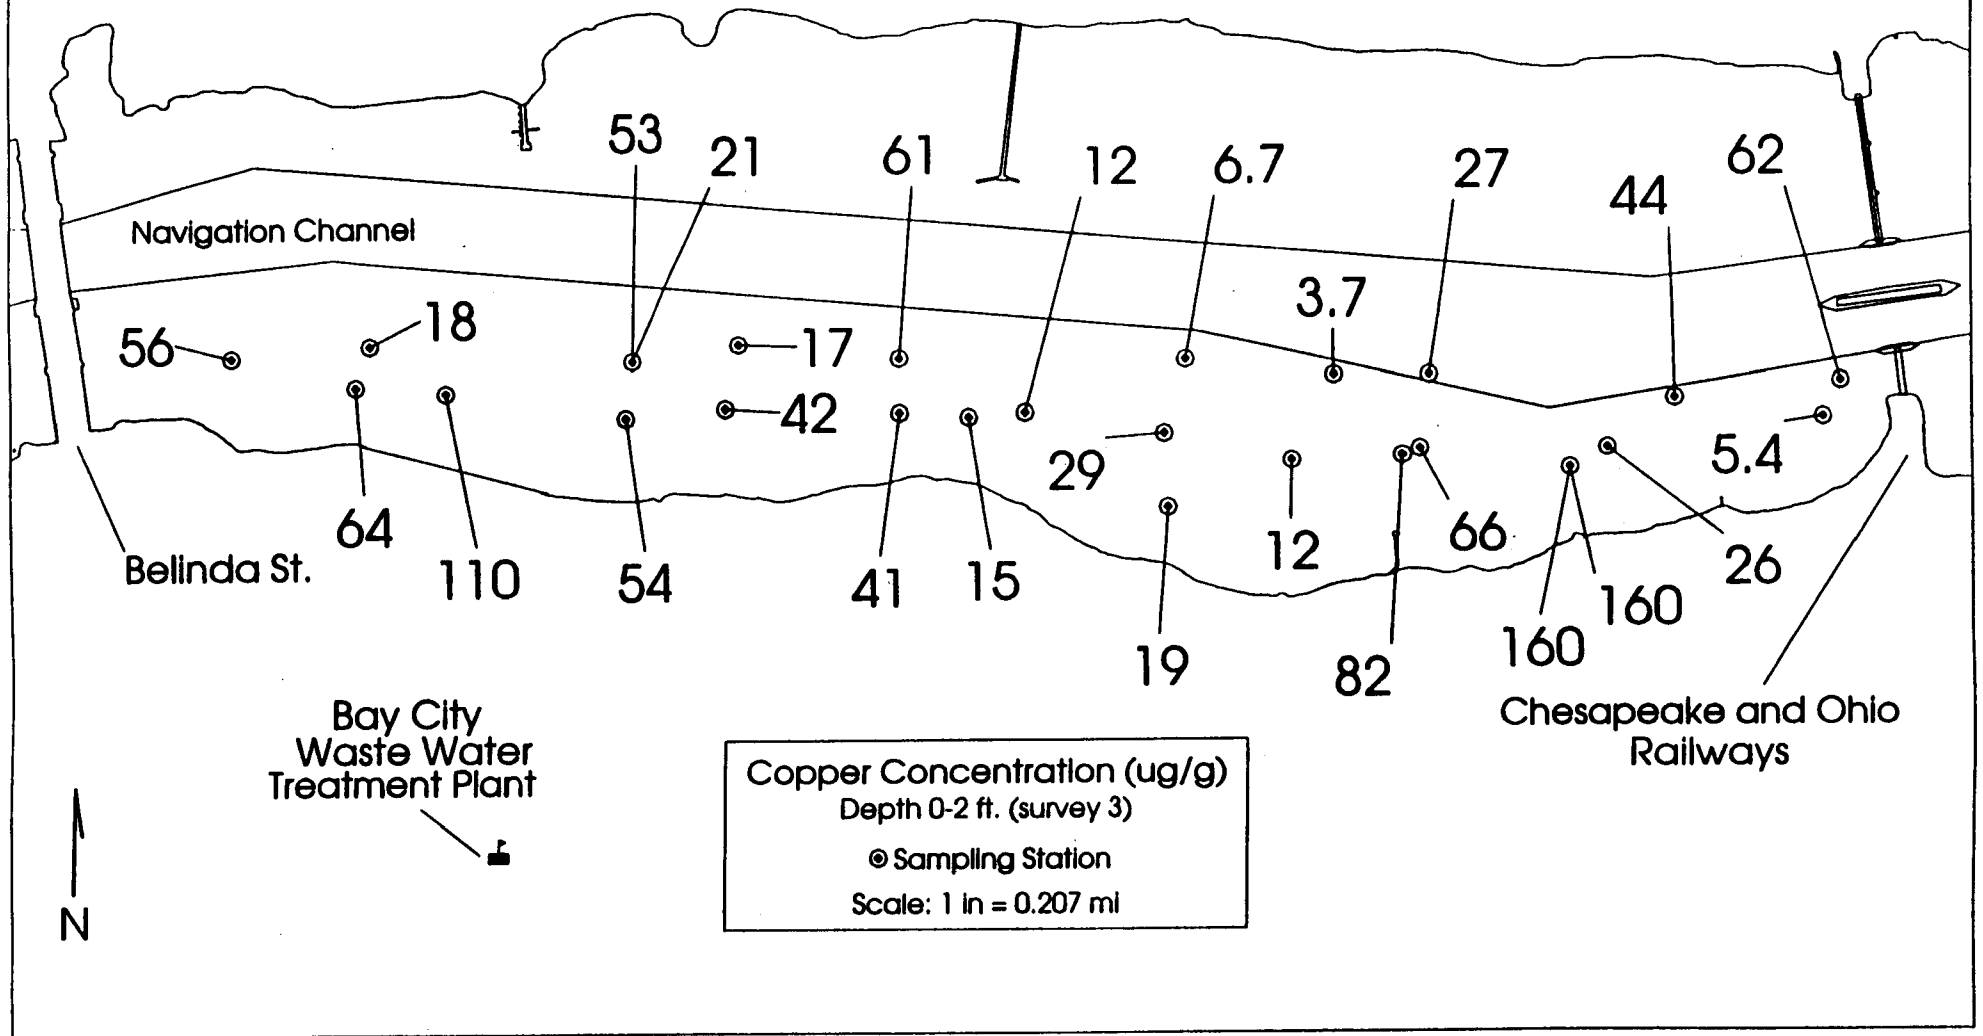 53
21
61
12
6.7
27
44
62
Navigation Channel
3.7
18
56
17
42
29
5.4
64
110
54
41
15
12
66
26
Belinda St.
160
160
19
82
Bay City
Waste Water
Treatment Plant
Chesapeake and Ohio
Railways
Copper Concentration (ug/g)
Depth 0-2 ft. (survey 3)
Sampling Station
Scale: 1 in = 0.207 mi
N